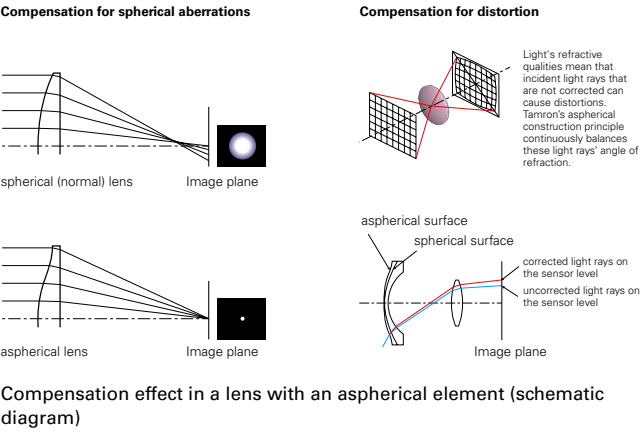 Compensation for spherical aberrations
spherical (normal) lens
Image plane
aspherical lens
Image plane
Compensation for distortion
Light's refractive
qualities mean that
incident light rays that
are not corrected can
cause distortions.
Tamron's aspherical
construction principle
continuously balances
these light rays' angle of
refraction.
aspherical surface
spherical surface
corrected light rays on
the sensor level
uncorrected light rays on
the sensor level
Image plane
Compensation effect in a lens with an aspherical element (schematic
diagram)